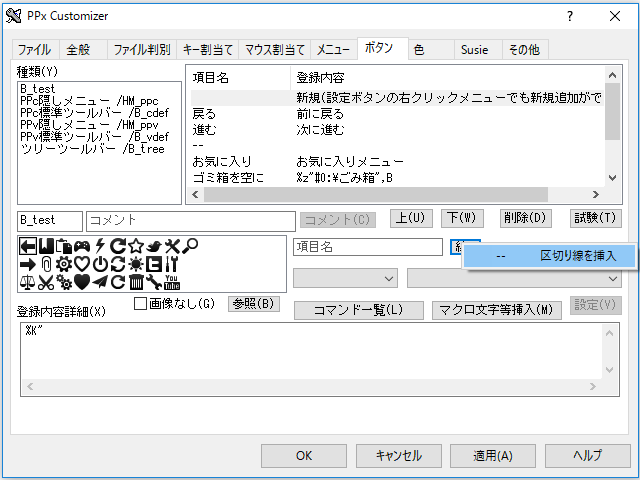 PPx Customizer
ファイル 全般 ファイル判別 キー割当て マウス割当て メニュー ボタン 色 Susie その他
種類(Y)
B_test
PPc隠しメニュー /HM_ppc
PPc標準ツールバー /B_cdef
PPv隠しメニュー /HM_ppv
PPv標準ツールバー /B_vdef
ツリーツールバー /B_tree
項目名 登録内容
新規(設定ボタンの右クリックメニューでも新規追加がで
戻る 前に戻る
進む 次に進む
--
お気に入り お気に入りメニュー
ゴミ箱を空に %z"#0:¥ごみ箱",B
B_test コメント コメント(C) 上(U) 下(W) 削除(D) 試験(T)
項目名
-- 区切り線を挿入
You
Tube
画像なし(G) 参照(B)
コマンド一覧(L) マクロ文字等挿入(M) 設定(V)
登録内容詳細(X)
%K"
OK キャンセル 適用(A) ヘルプ